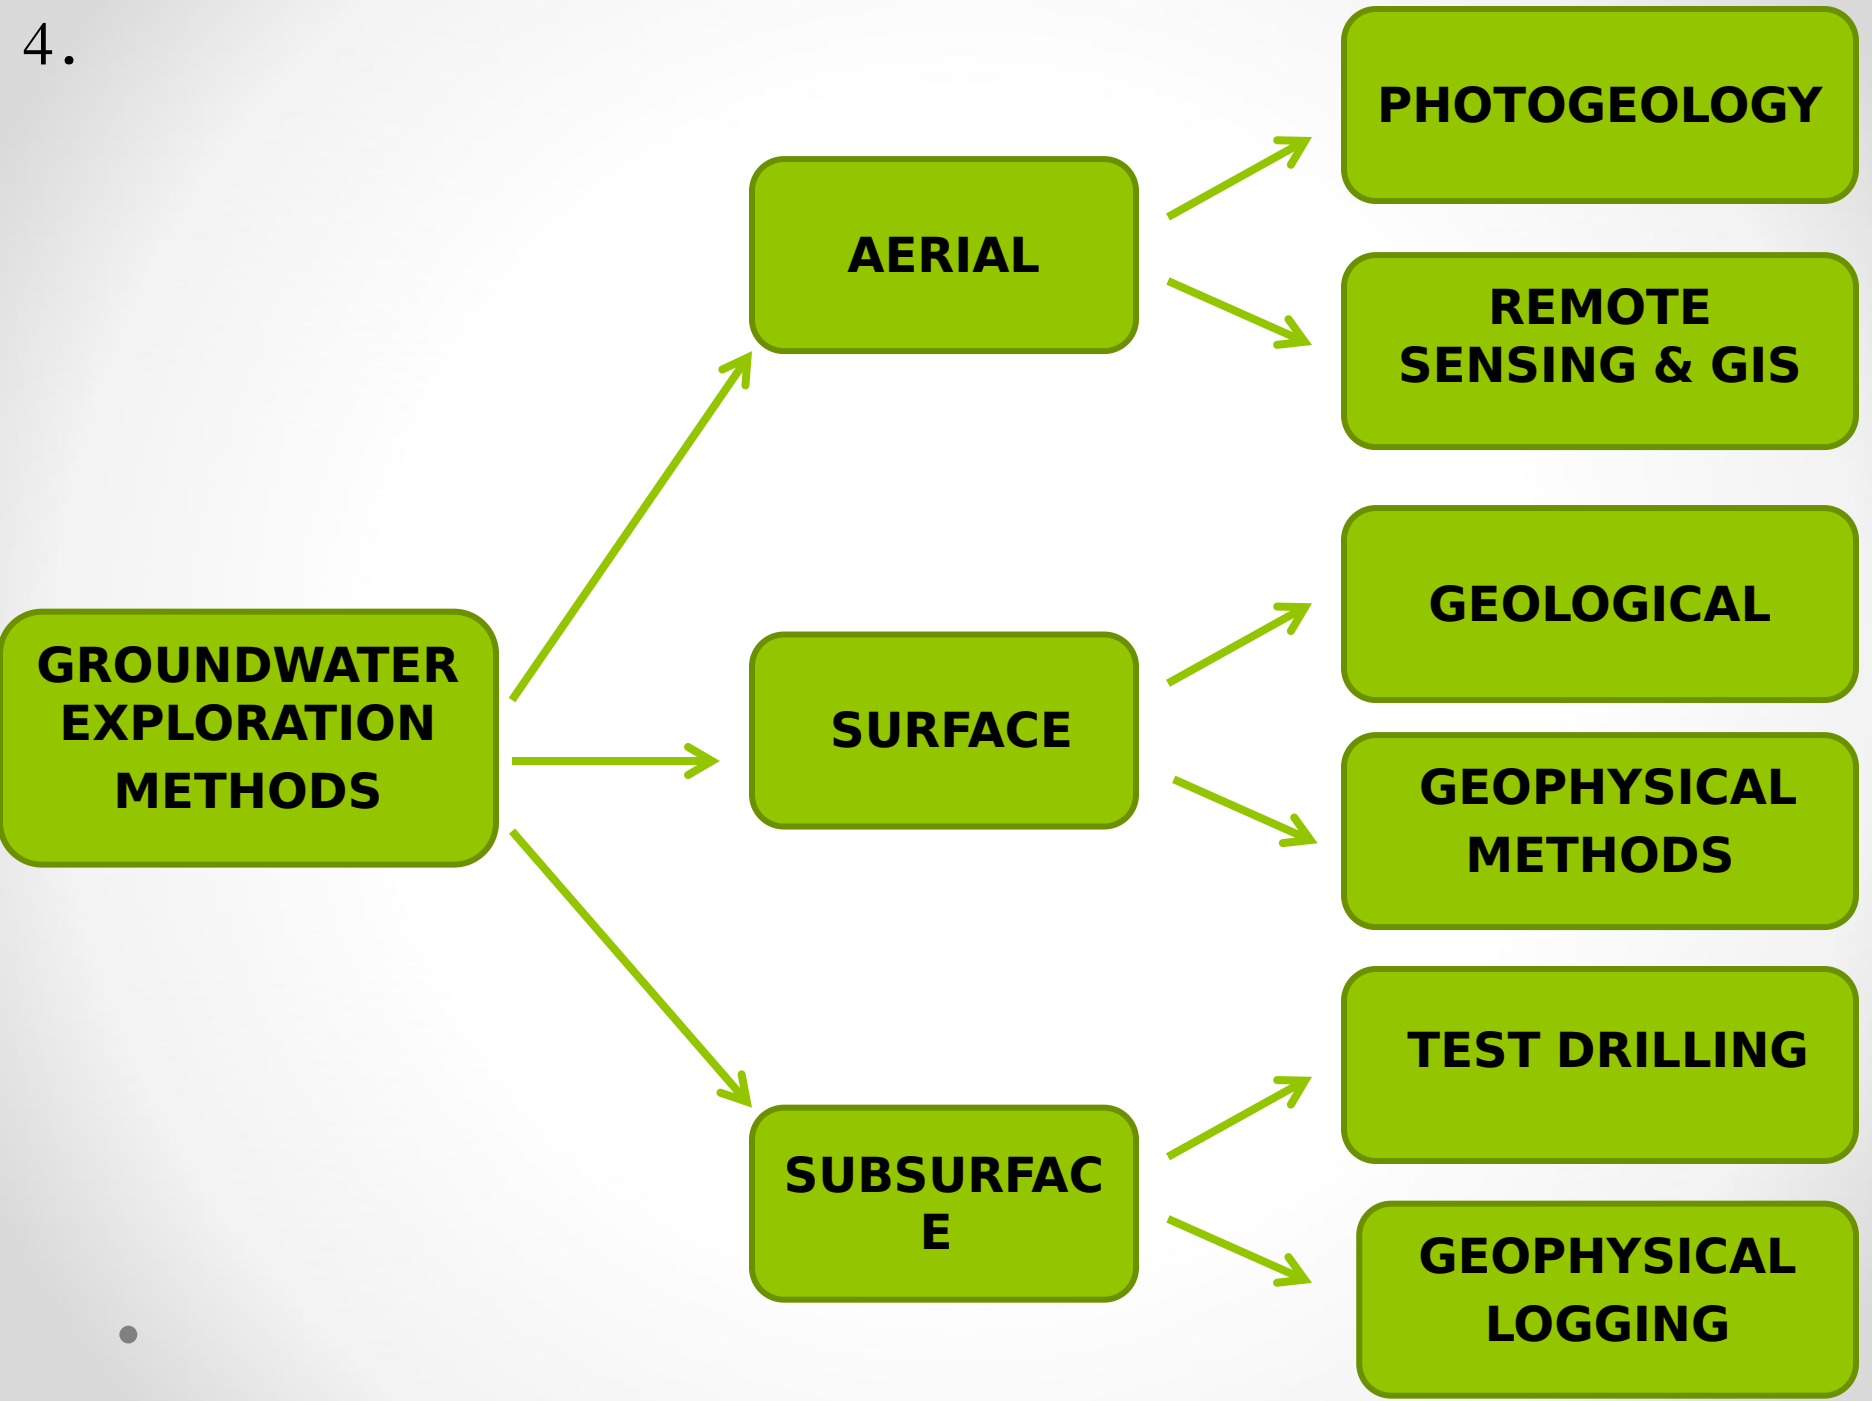 4.
PHOTOGEOLOGY
AERIAL
REMOTE
SENSING & GIS
GEOLOGICAL
GROUNDWATER
EXPLORATION
METHODS
SURFACE
GEOPHYSICAL
METHODS
TEST DRILLING
SUBSURFAC
E
GEOPHYSICAL
LOGGING